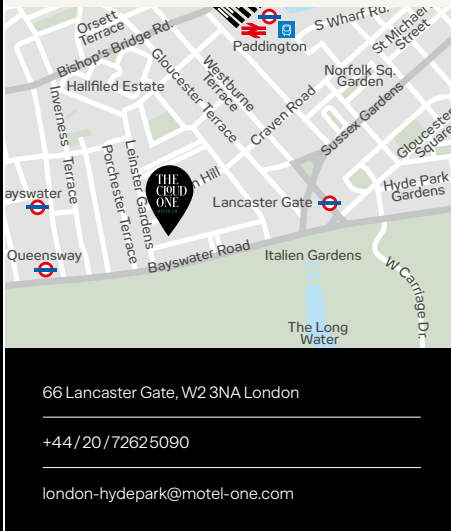 Orsett
Terrace
S Wharf Rd.
Paddington
St Michael
Street
Bishop's Bridge Rd.
Hallfiled Estate
Gloucester Terrace
Westburne
Terrace
Norfolk Sq.
Garden
Craven Road
Sussex Gardens
Gloucester
Square
Inverness Terrace
Porchester Terrace
Leinster Gardens
Hill
THE
CLOUD
ONE
HOTELS
ayswater
Lancaster Gate
Hyde Park
Gardens
Queensway
Bayswater Road
Italien Gardens
W Carriage Dr.
The Long
Water
66 Lancaster Gate, W2 3NA London
+44/20/72625090
london-hydepark@motel-one.com